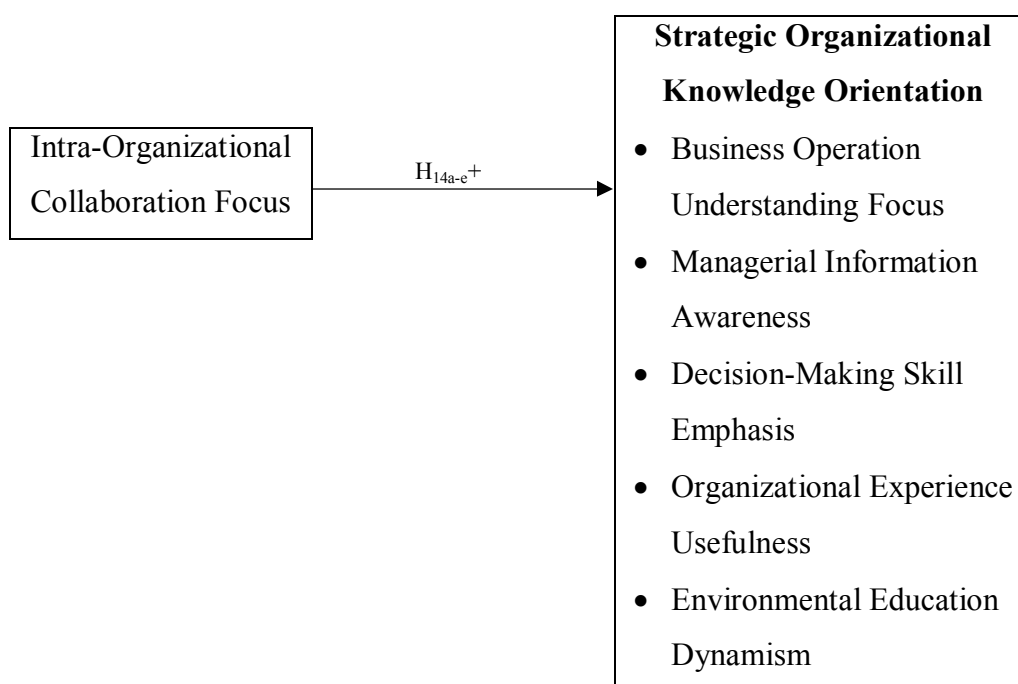 Intra-Organizational
Collaboration Focus
H14a-e+
Strategic Organizational
Knowledge Orientation
• Business Operation
Understanding Focus
• Managerial Information
Awareness
• Decision-Making Skill
Emphasis
• Organizational Experience
Usefulness
• Environmental Education
Dynamism